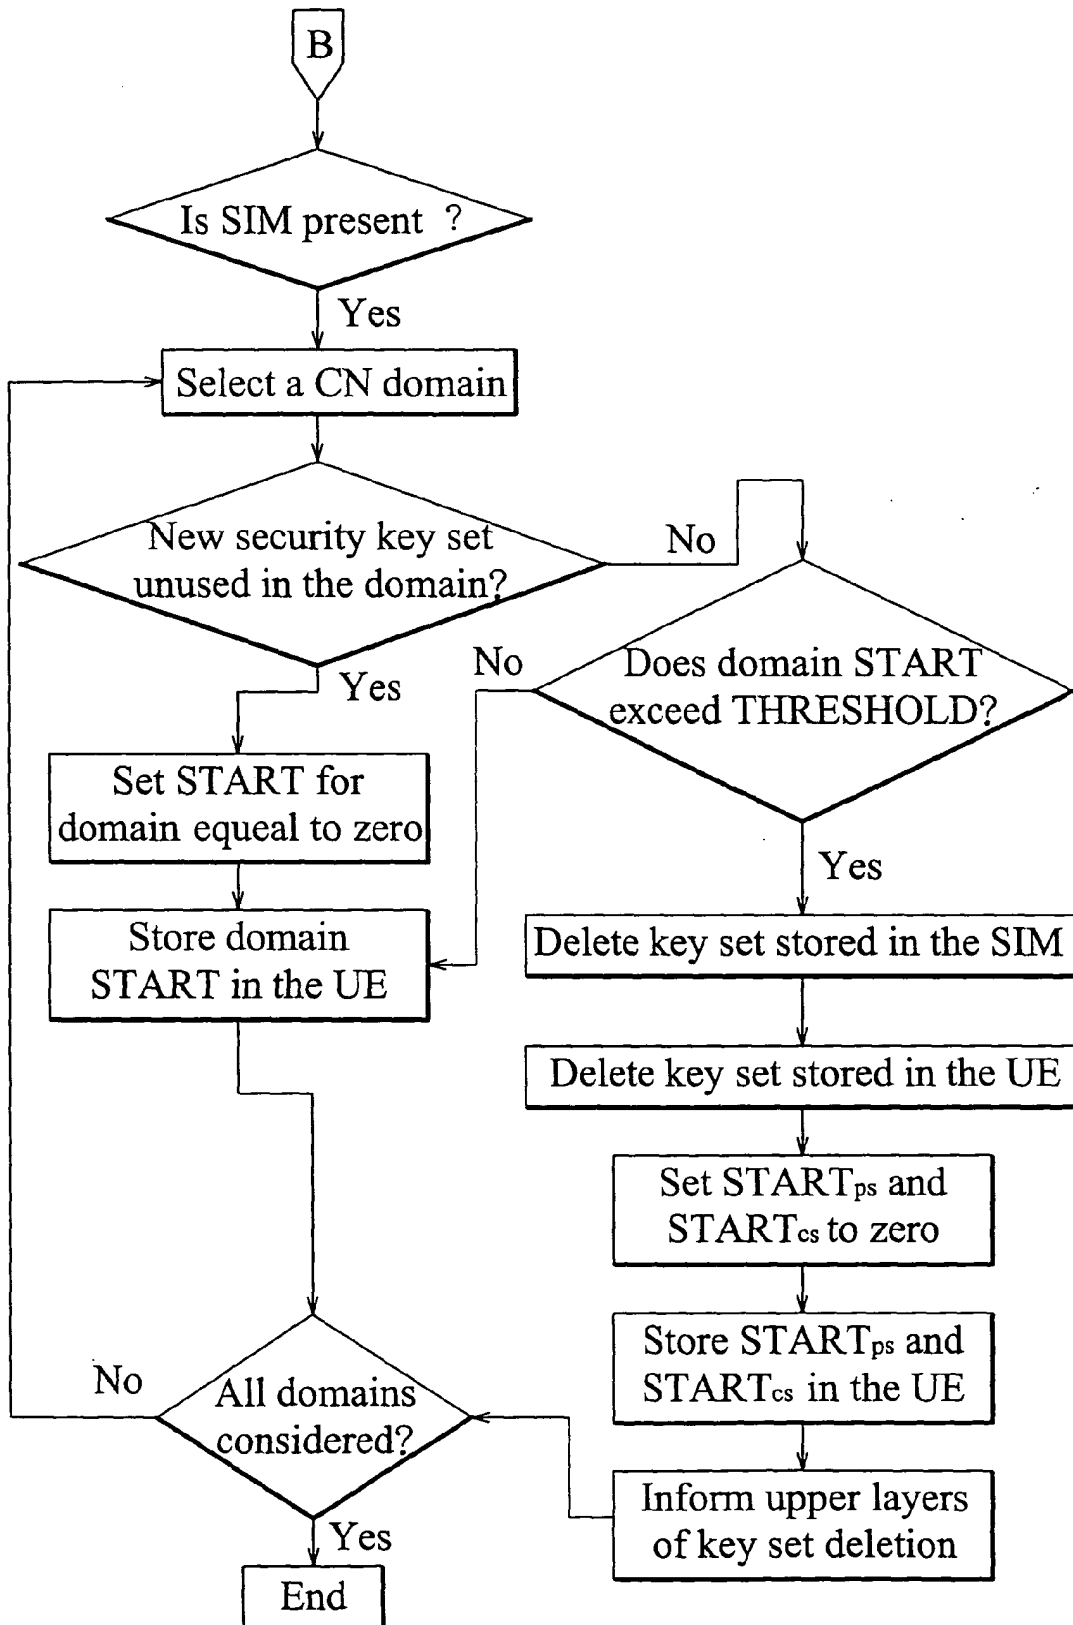 B
Is SIM present ?
Yes
Select a CN domain
New security key set
unused in the domain?
No
Yes
Does domain START
exceed THRESHOLD?
No
Yes
Set START for
domain equeal to zero
Store domain
START in the UE
Delete key set stored in the SIM
Delete key set stored in the UE
Set STARTps and
STARTcs to zero
Store STARTps and
STARTcs in the UE
Inform upper layers
of key set deletion
All domains
considered?
No
Yes
End